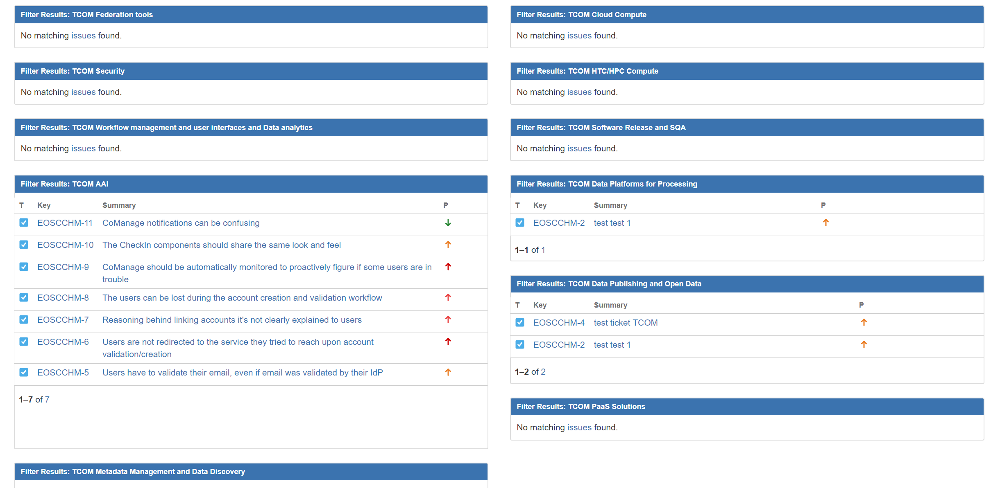 Filter Results: TCOM Federation tools
No matching issues found.
Filter Results: TCOM Security
No matching issues found.
Filter Results: TCOM Workflow management and user interfaces and Data analytics
No matching issues found.
Filter Results: TCOM AAI
T Key Summary P
EOSCCHM-11 CoManage notifications can be confusing
EOSCCHM-10 The CheckIn components should share the same look and feel
EOSCCHM-9 CoManage should be automatically monitored to proactively figure if some users are in
trouble
EOSCCHM-8 The users can be lost during the account creation and validation workflow
EOSCCHM-7 Reasoning behind linking accounts it's not clearly explained to users
EOSCCHM-6 Users are not redirected to the service they tried to reach upon account
validation/creation
EOSCCHM-5 Users have to validate their email, even if email was validated by their IdP
1–7 of 7
Filter Results: TCOM Metadata Management and Data Discovery
Filter Results: TCOM Cloud Compute
No matching issues found.
Filter Results: TCOM HTC/HPC Compute
No matching issues found.
Filter Results: TCOM Software Release and SQA
No matching issues found.
Filter Results: TCOM Data Platforms for Processing
T Key Summary P
EOSCCHM-2 test test 1
1–1 of 1
Filter Results: TCOM Data Publishing and Open Data
T Key Summary P
EOSCCHM-4 test ticket TCOM
EOSCCHM-2 test test 1
1–2 of 2
Filter Results: TCOM PaaS Solutions
No matching issues found.